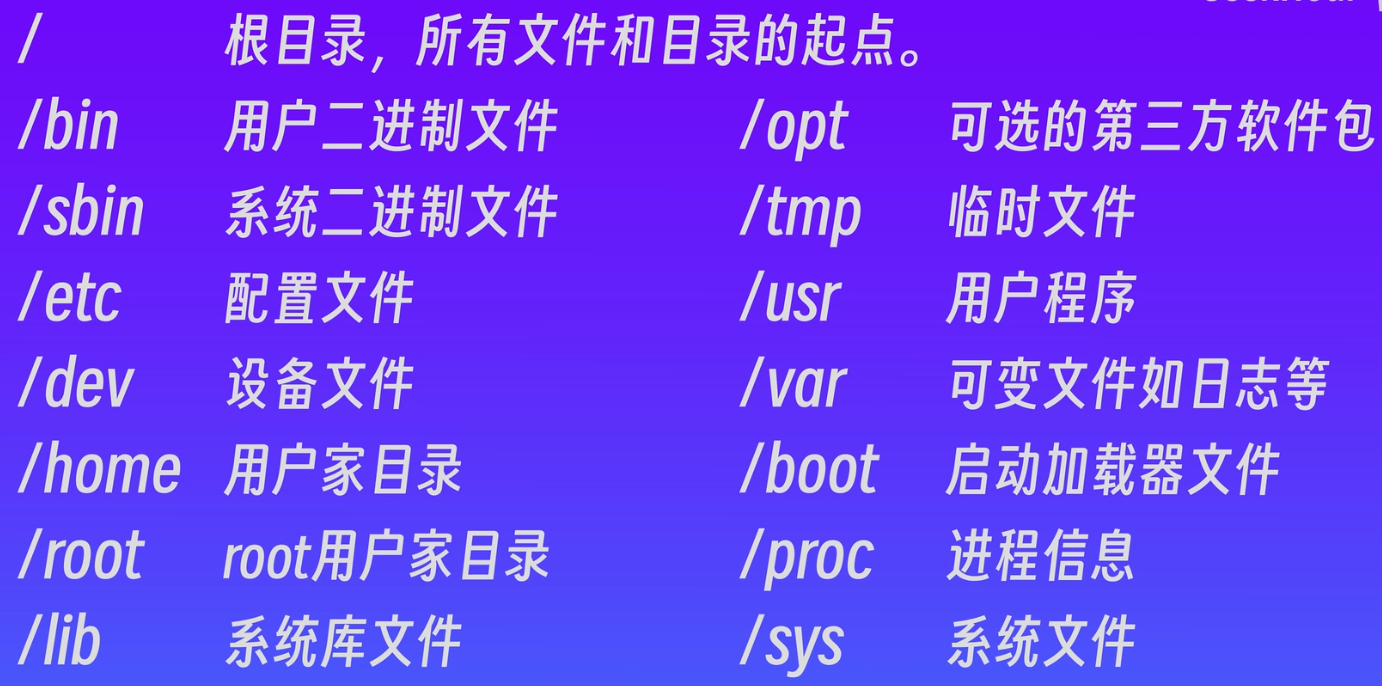 / 根目录，所有文件和目录的起点。
/bin 用户二进制文件 /opt 可选的第三方软件包
/sbin 系统二进制文件 /tmp 临时文件
/etc 配置文件 /usr 用户程序
/dev 设备文件 /var 可变文件如日志等
/home 用户家目录 /boot 启动加载器文件
/root root用户家目录 /proc 进程信息
/lib 系统库文件 /sys 系统文件